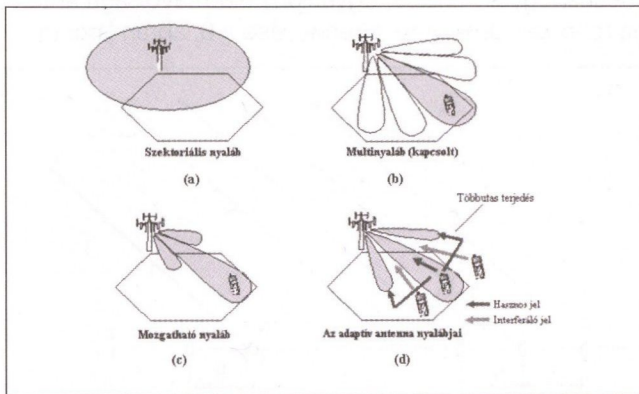 Szektoriális nyaláb
(a)
Multinyaláb (kapcsolt)
(b)
Többutas terjedés
Mozgatható nyaláb
(c)
Hasznos jel
Interferáló jel
Az adaptív antenna nyalábjai
(d)